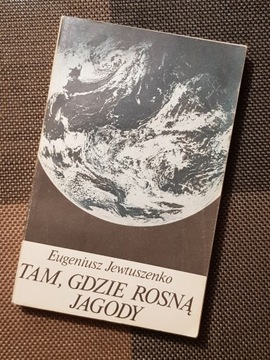 Eugeniusz Jewtuszenko
TAM, GDZIE ROSNĄ
JAGODY